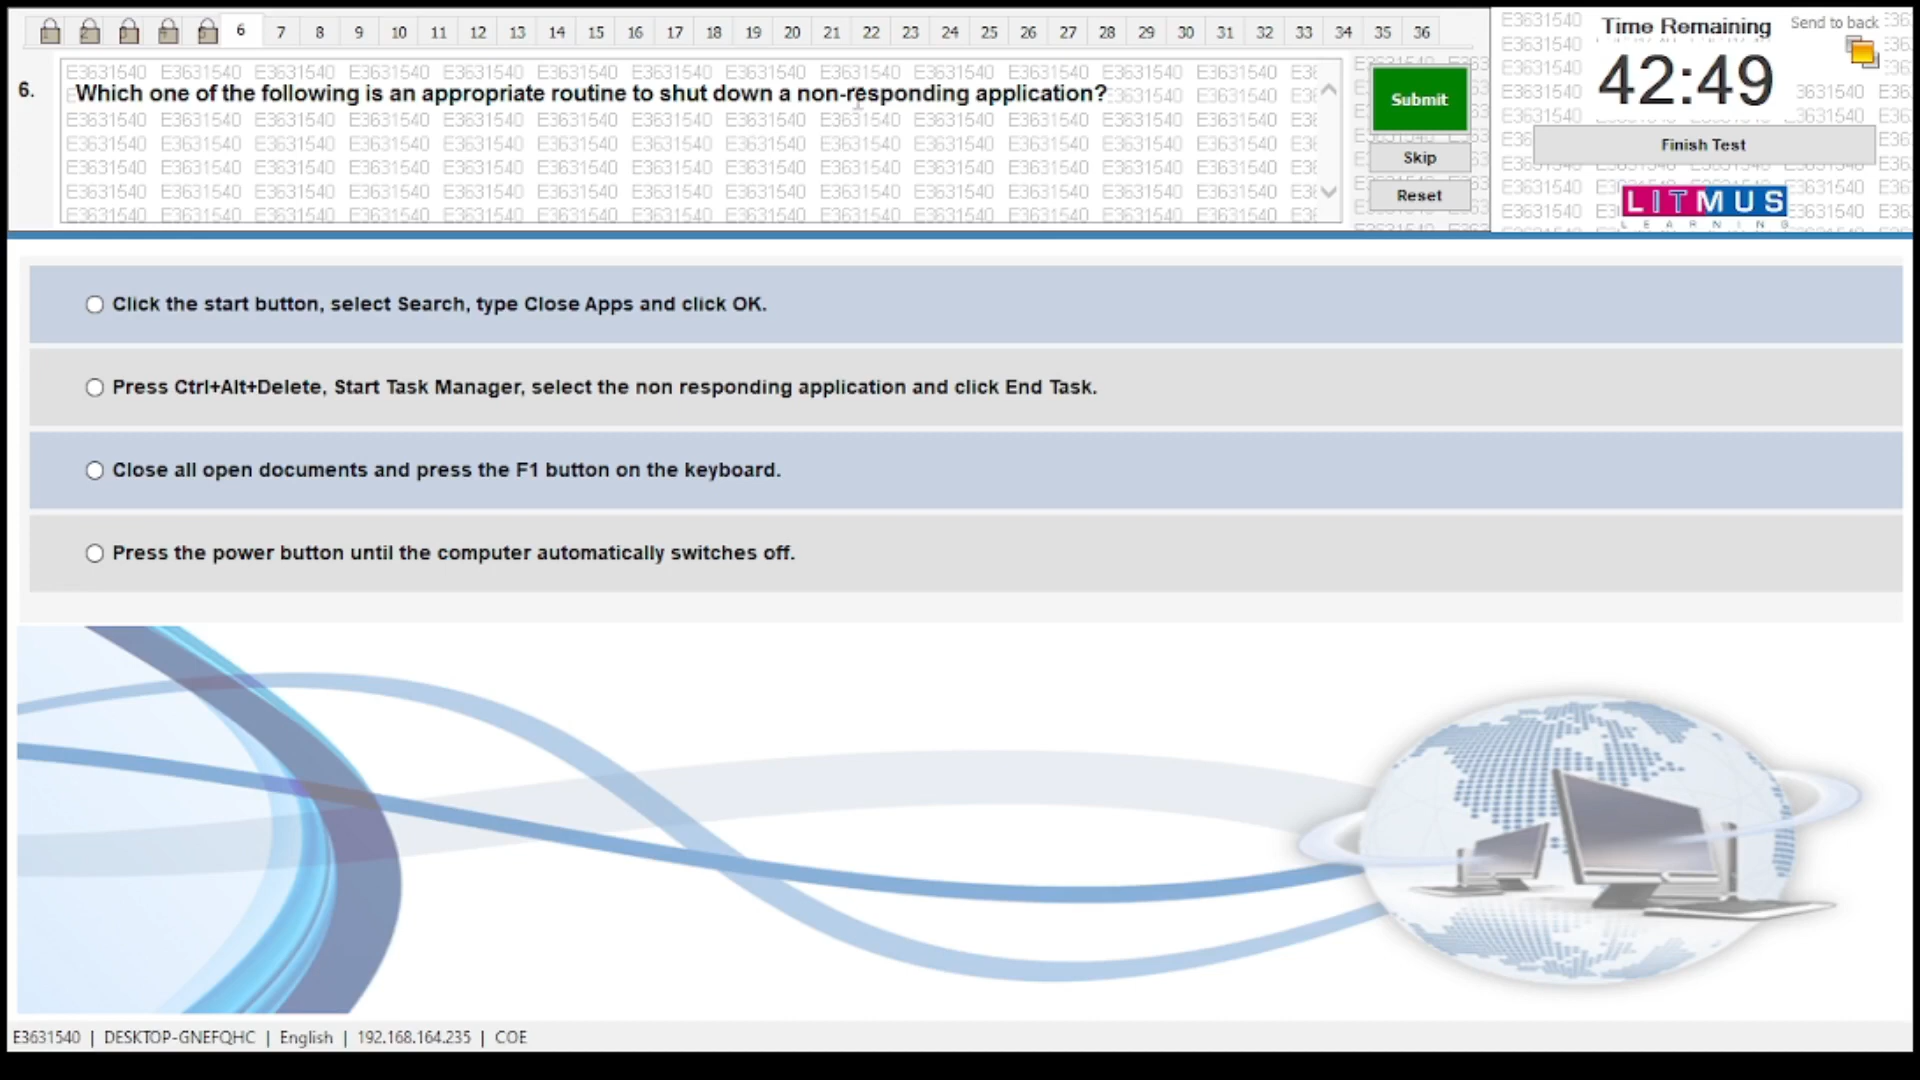 6 7 8 9 10 11 12 13 14 15 16 17 18 19 20 21 22 23 24 25 26 27 28 29 30 31 32 33 34 35 36
Time Remaining
Send to back
42:49
6.
Which one of the following is an appropriate routine to shut down a non-responding application?
Submit
Skip
Reset
Finish Test
LITMUS
LEARNING
Click the start button, select Search, type Close Apps and click OK.
Press Ctrl+Alt+Delete, Start Task Manager, select the non responding application and click End Task.
Close all open documents and press the F1 button on the keyboard.
Press the power button until the computer automatically switches off.
E3631540 | DESKTOP-GNEFQHC | English | 192.168.164.235 | COE